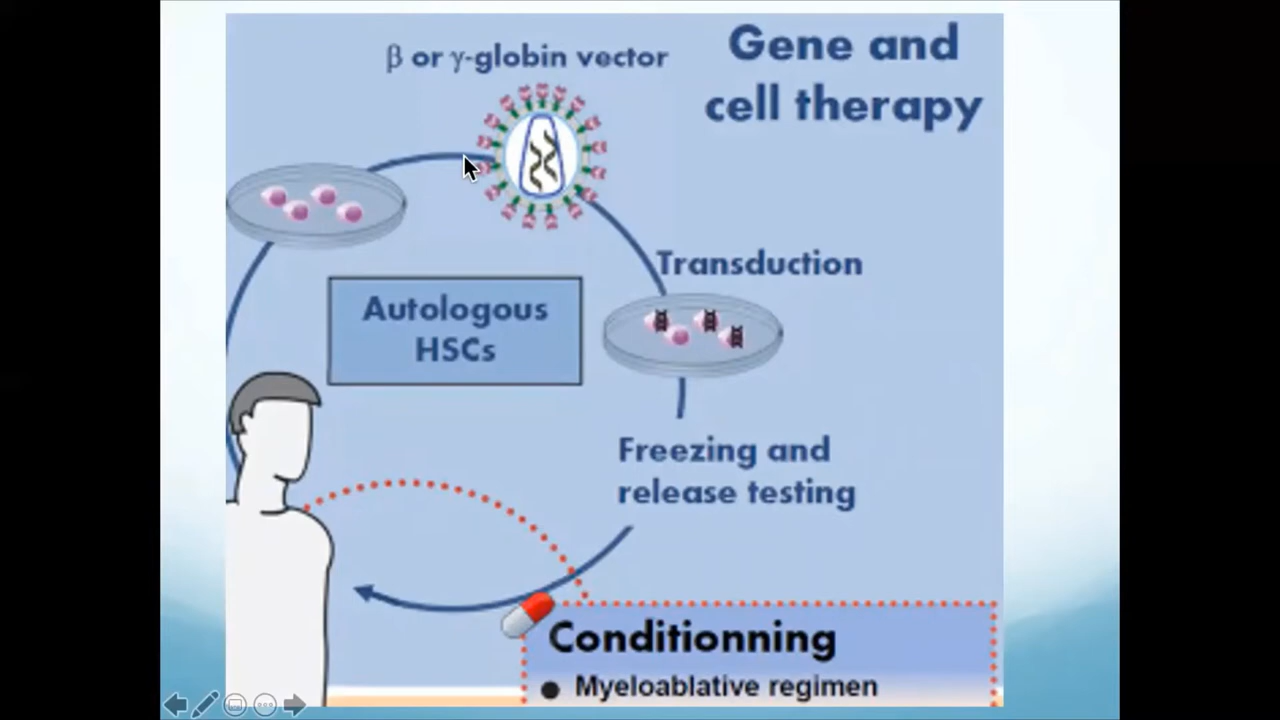 β or γ-globin vector
Gene and
cell therapy
Transduction
Autologous
HSCs
Freezing and
release testing
Conditionning
● Myeloablative regimen